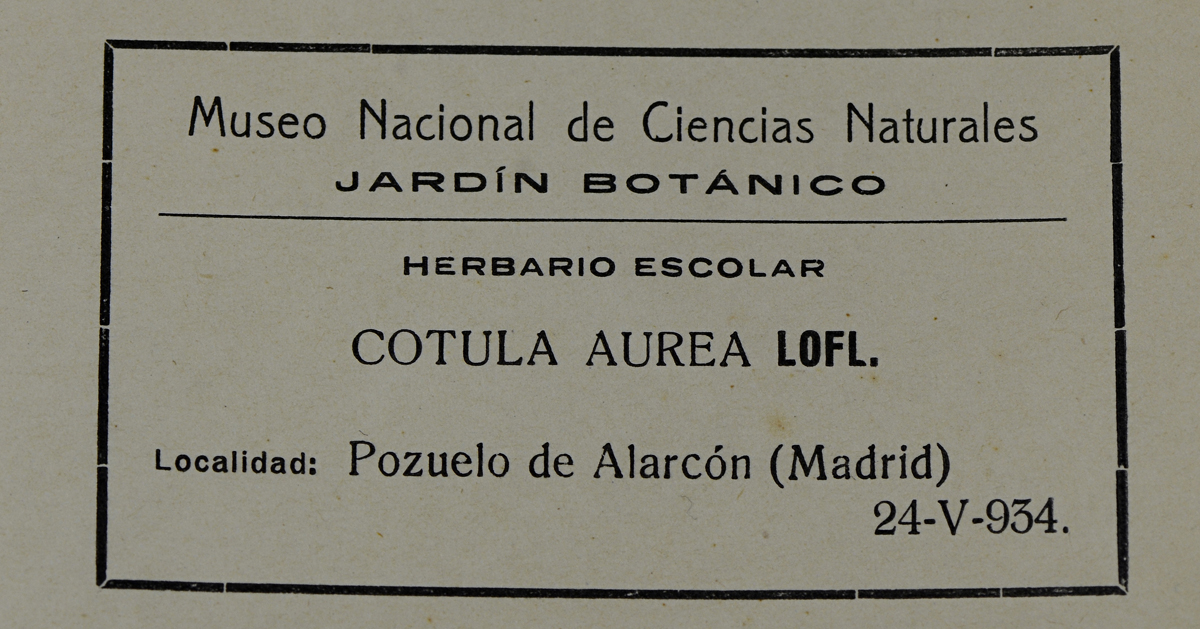 Museo Nacional de Ciencias Naturales
JARDÍN BOTÁNICO
HERBARIO ESCOLAR
COTULA AUREA LOFL.
Localidad: Pozuelo de Alarcón (Madrid)
24-V-934.